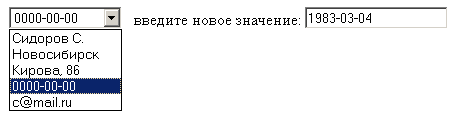 0000-00-00 введите новое значение: 1983-03-04
Сидоров С.
Новосибирск
Кирова, 86
0000-00-00
c@mail.ru